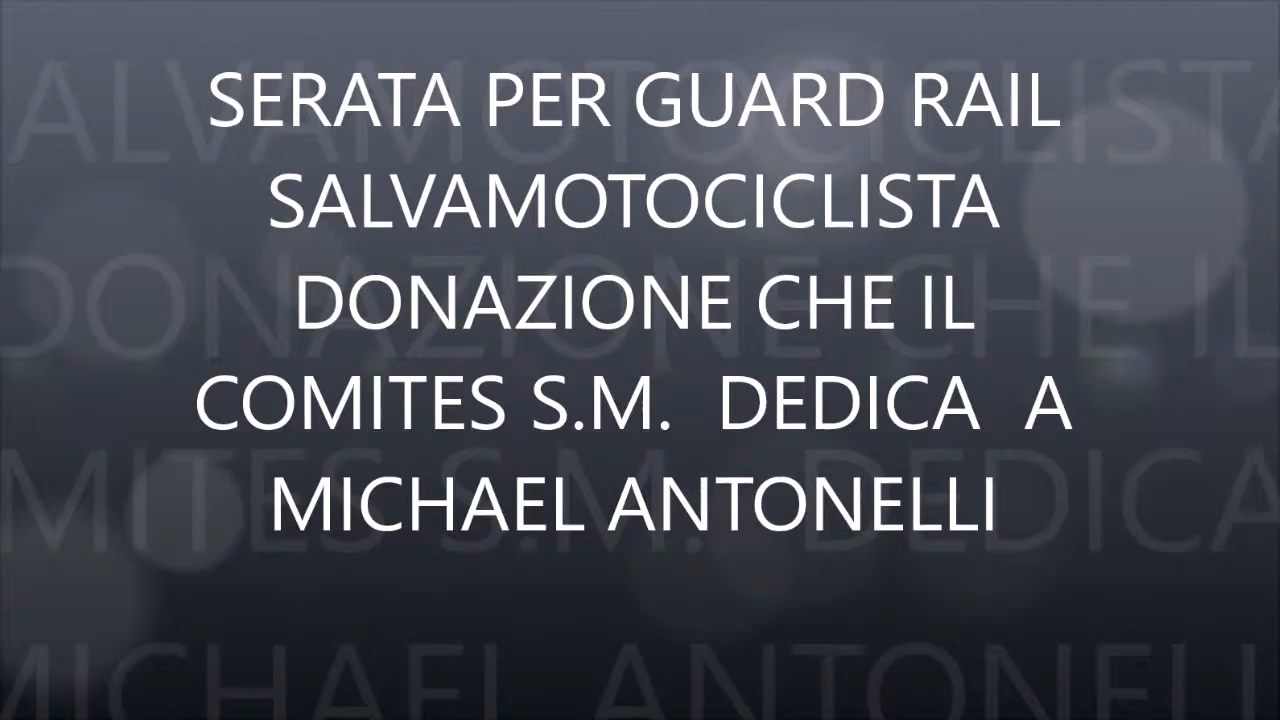 SERATA PER GUARD RAIL
SALVAMOTOCICLISTA
DONAZIONE CHE IL
COMITES S.M.  DEDICA  A
MICHAEL ANTONELLI